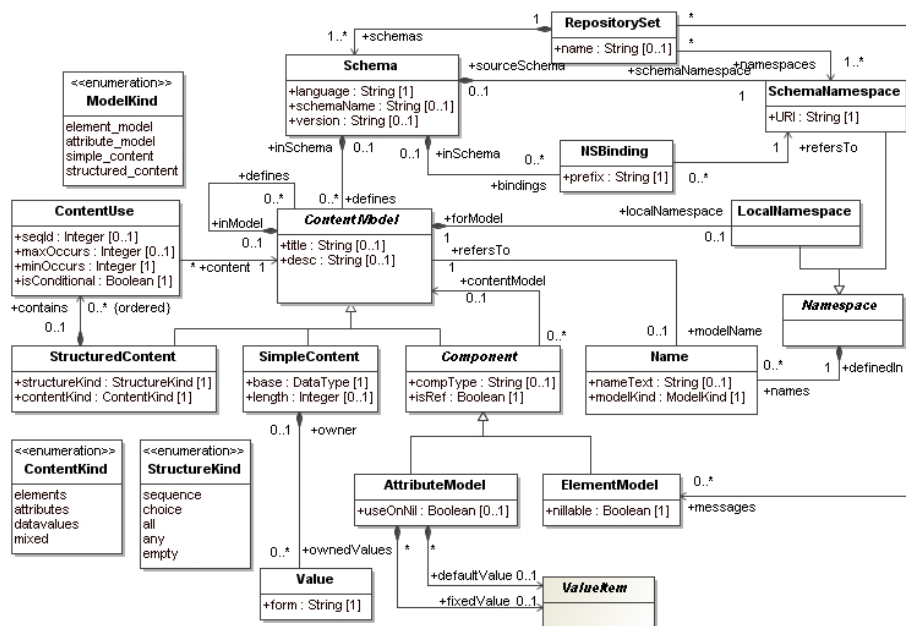 1
RepositorySet
*
1..*
+schemas
+name : String [0..1]
*
Schema
+sourceSchema
+namespaces
1..*
<<enumeration>>
ModelKind
+language : String [1]
+schemaName : String [0..1]
+version : String [0..1]
0..1
+schemaNamespace
1
SchemaNamespace
+URI : String [1]
element_model
attribute_model
simple_content
structured_content
+inSchema
0..1
0..1
+inSchema
0..*
NSBinding
1
+refersTo
+defines
+bindings
+prefix : String [1]
0..*
0..*
0..*
+defines
ContentUse
+inModel
ContentModel
+forModel
+localNamespace
LocalNamespace
+seqId : Integer [0..1]
+maxOccurs : Integer [0..1]
+minOccurs : Integer [1]
+isConditional : Boolean [1]
0..1
+title : String [0..1]
+desc : String [0..1]
1
+refersTo
0..1
* +content 1
1
+contentModel
0..1
+contains
0..* {ordered}
Namespace
0..1
0..*
0..1
+modelName
StructuredContent
SimpleContent
Component
Name
1
+definedIn
+structureKind : StructureKind [1]
+contentKind : ContentKind [1]
+base : DataType [1]
+length : Integer [0..1]
+compType : String [0..1]
+isRef : Boolean [1]
+nameText : String [0..1]
+modelKind : ModelKind [1]
0..*
+names
0..1
+owner
<<enumeration>>
ContentKind
<<enumeration>>
StructureKind
elements
attributes
datavalues
mixed
sequence
choice
all
any
empty
AttributeModel
ElementModel
0..*
+useOnNil : Boolean [0..1]
+nillable : Boolean [1]
+messages
0..*
+ownedValues
*
*
Value
+defaultValue 0..1
ValueItem
+form : String [1]
+fixedValue 0..1